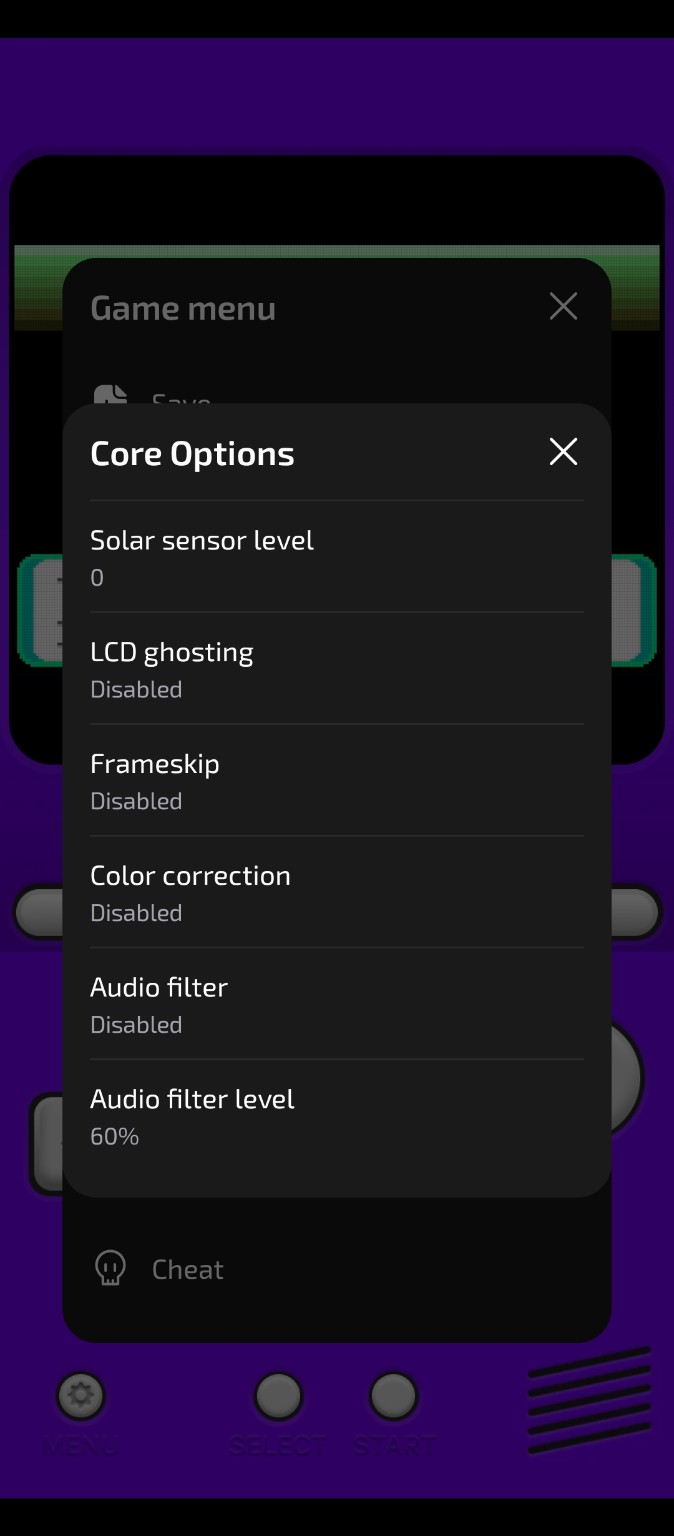 Game menu
Save
Core Options
Solar sensor level
0
LCD ghosting
Disabled
Frameskip
Disabled
Color correction
Disabled
Audio filter
Disabled
Audio filter level
60%
Cheat
MENU
SELECT
START